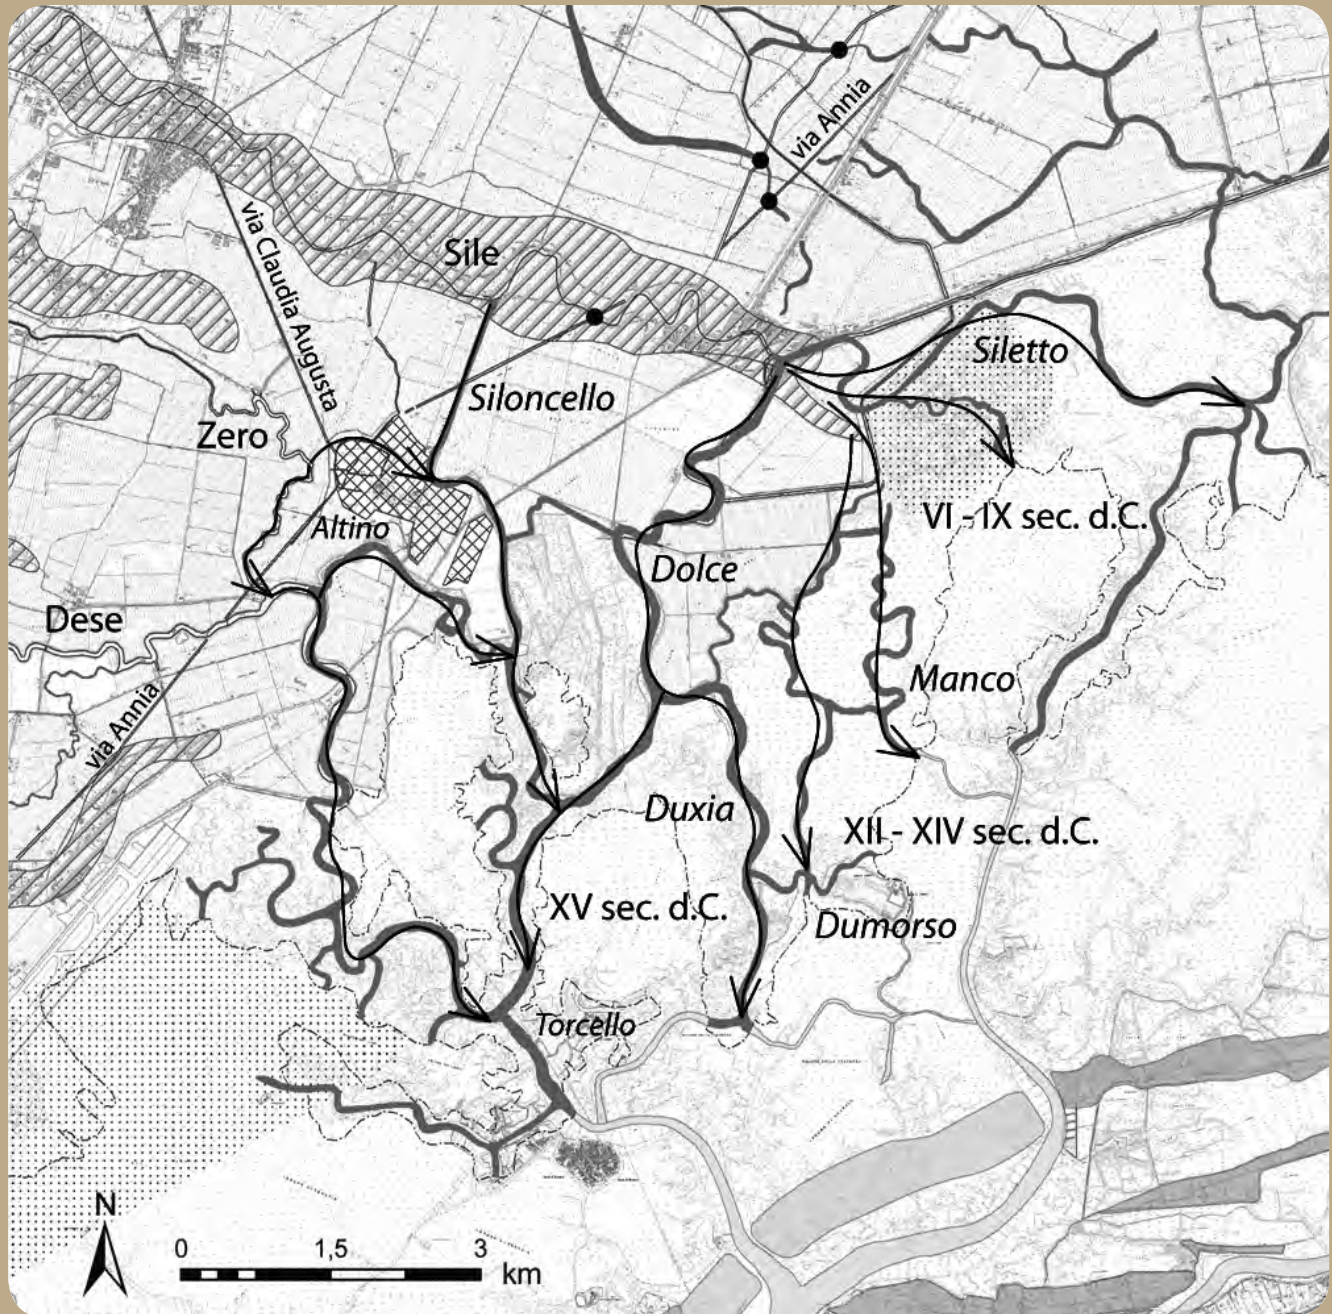 via Annia
via Claudia Augusta
Sile
Siletto
Siloncello
Zero
Altino
VI - IX sec. d.C.
Dolce
Dese
Manco
via Annia
Duxia
XII - XIV sec. d.C.
XV sec. d.C.
Dumorso
Torcello
N
0 1,5 3
km